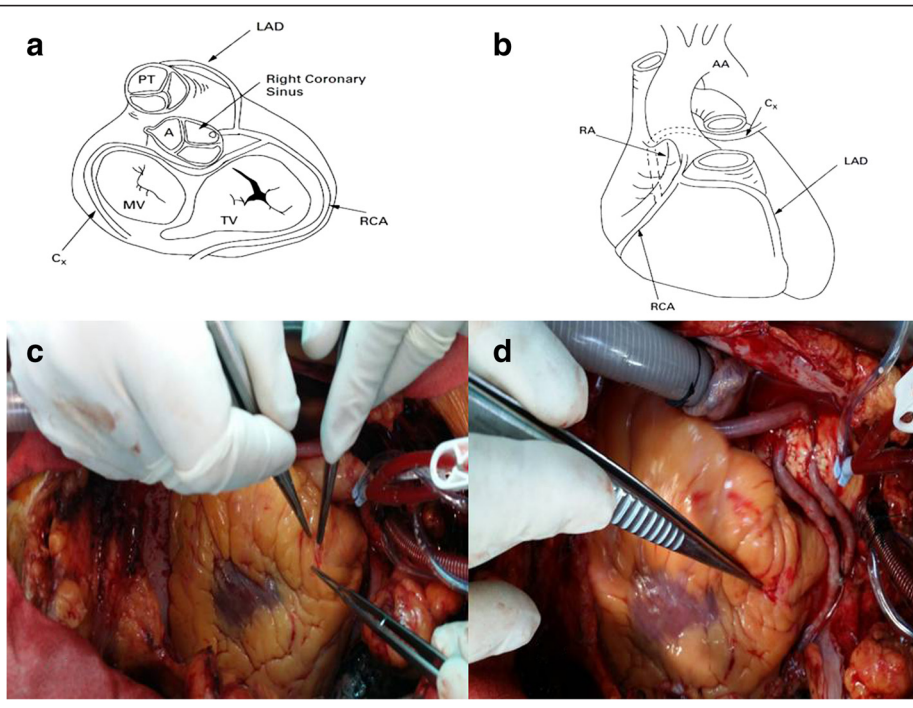 a
LAD
PT
Right Coronary
Sinus
A
MV
TV
RCA
Cx
b
AA
Cx
RA
LAD
RCA
c
d